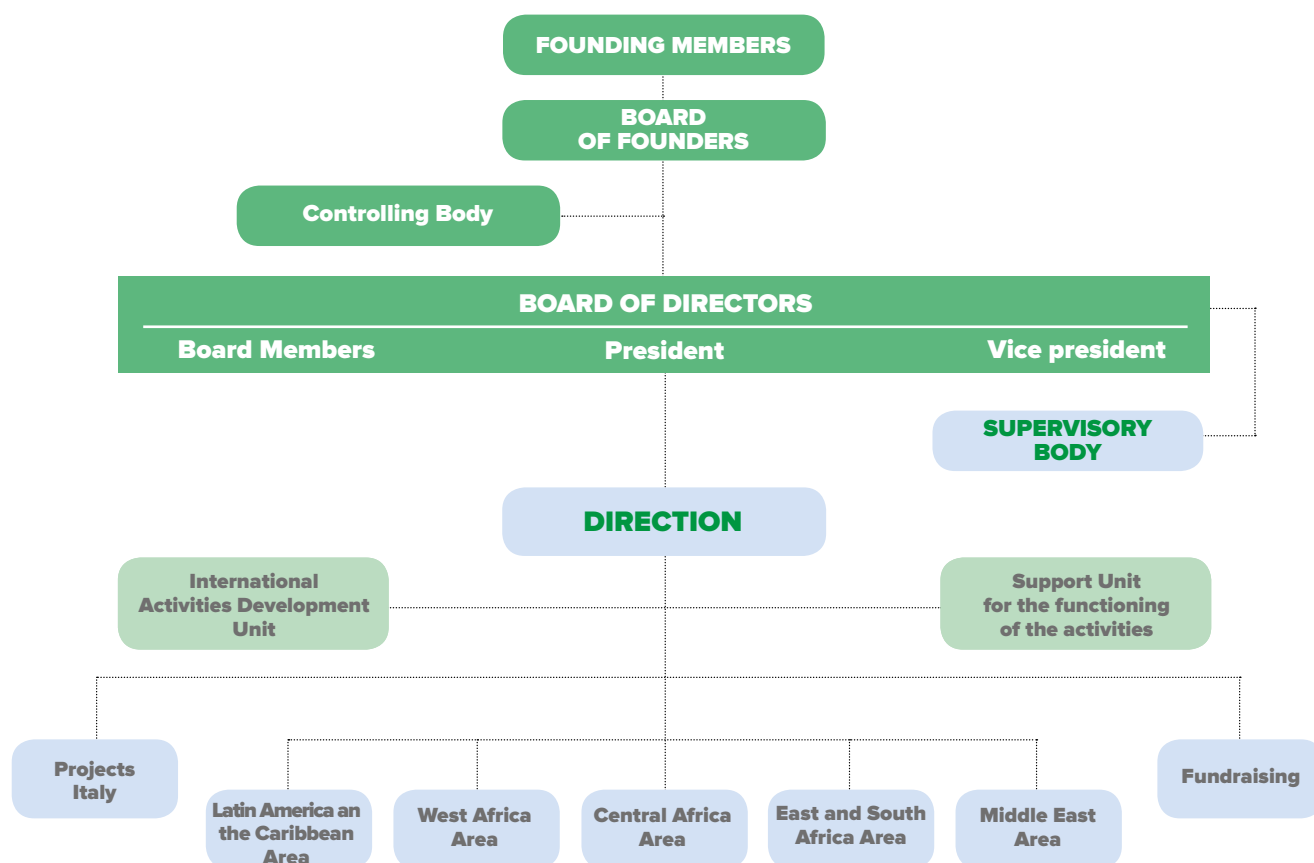 FOUNDING MEMBERS
BOARD
OF FOUNDERS
Controlling Body
BOARD OF DIRECTORS
Board Members
President
Vice president
SUPERVISORY
BODY
DIRECTION
International
Activities Development
Unit
Support Unit
for the functioning
of the activities
Projects
Italy
Latin America an
the Caribbean
Area
West Africa
Area
Central Africa
Area
East and South
Africa Area
Middle East
Area
Fundraising